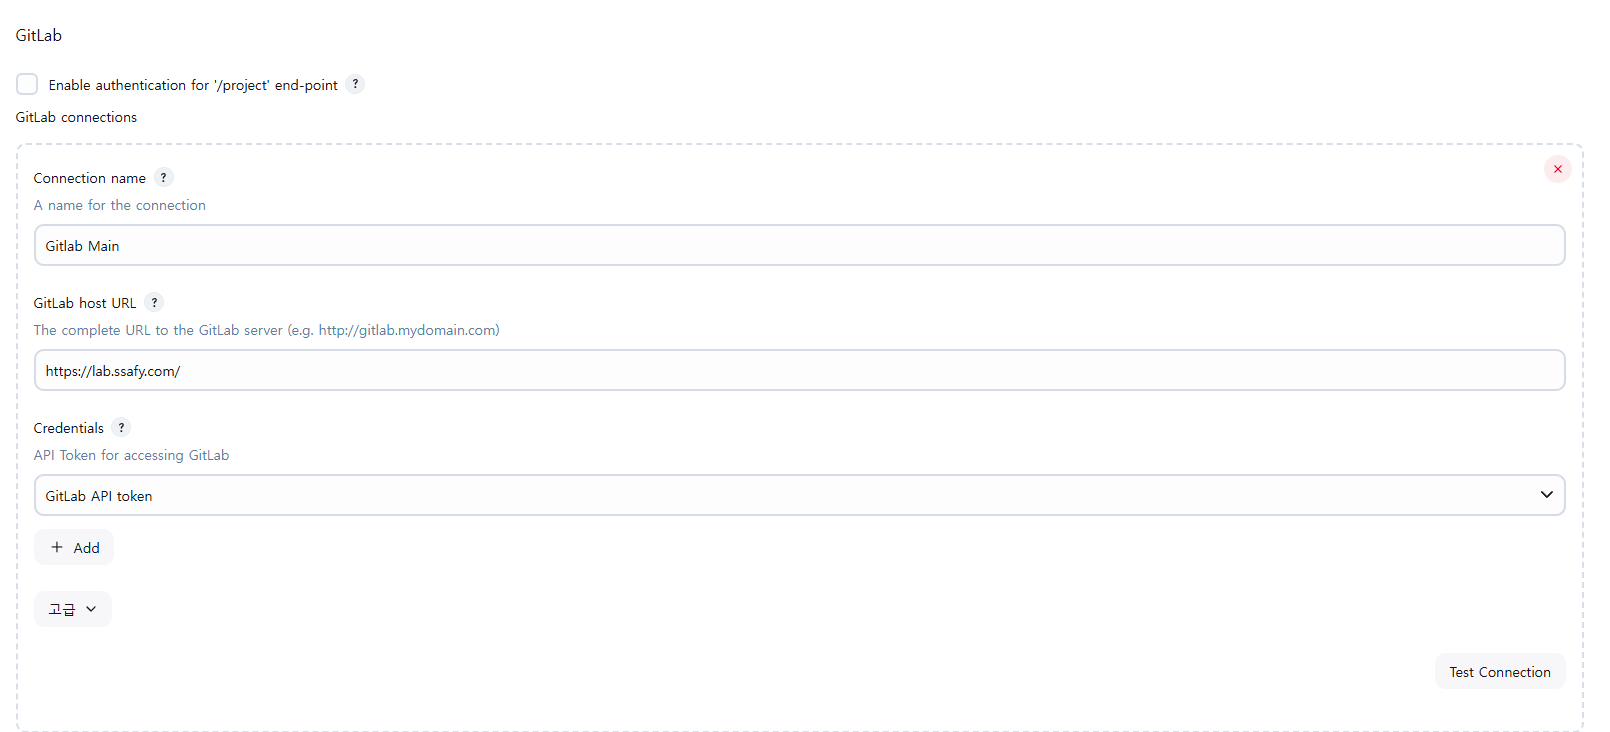 GitLab
Enable authentication for '/project' end-point ?
GitLab connections
Connection name ?
A name for the connection
Gitlab Main
GitLab host URL ?
The complete URL to the GitLab server (e.g. http://gitlab.mydomain.com)
https://lab.ssafy.com/
Credentials ?
API Token for accessing GitLab
GitLab API token
+ Add
고급
Test Connection